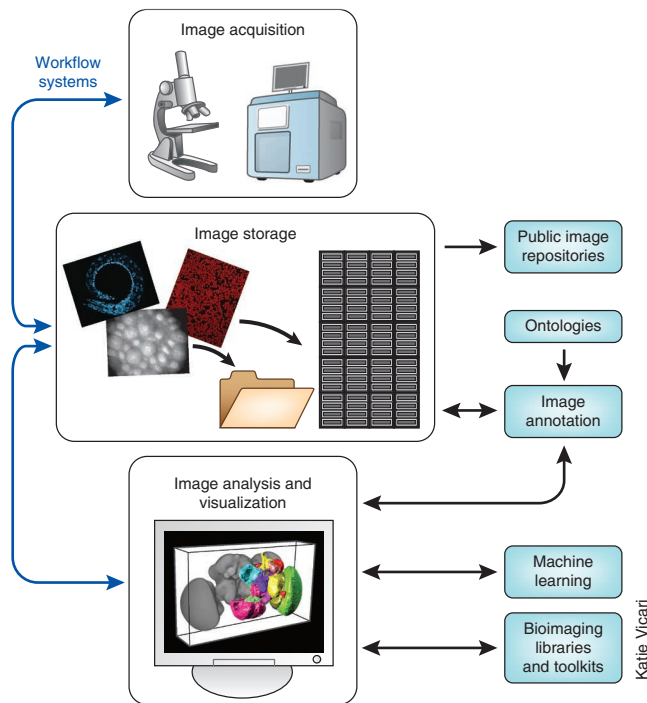 Image acquisition
Workflow
systems
Image storage
Public image
repositories
Ontologies
Image
annotation
Image analysis and
visualization
Machine
learning
Bioimaging
libraries
and toolkits
Katie Vicari